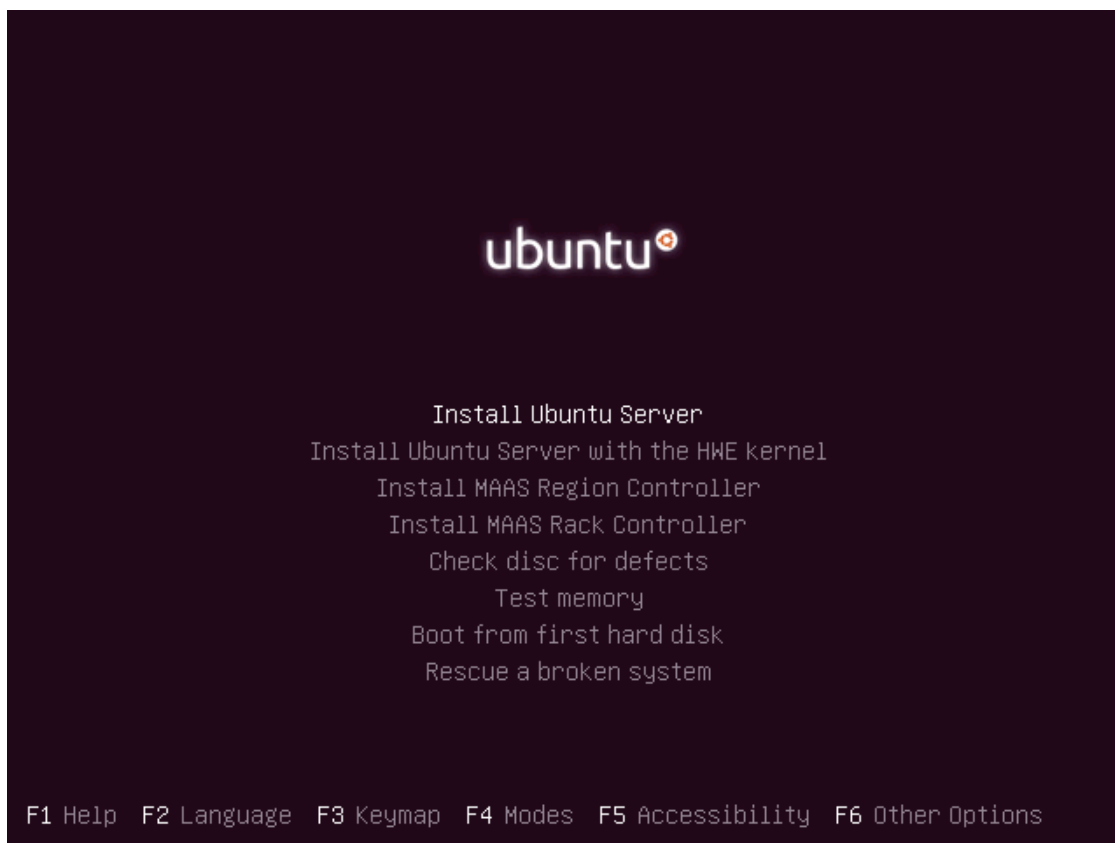 ubuntu
Install Ubuntu Server
Install Ubuntu Server with the HWE kernel
Install MAAS Region Controller
Install MAAS Rack Controller
Check disc for defects
Test memory
Boot from first hard disk
Rescue a broken system
F1 Help F2 Language F3 Keymap F4 Modes F5 Accessibility F6 Other Options